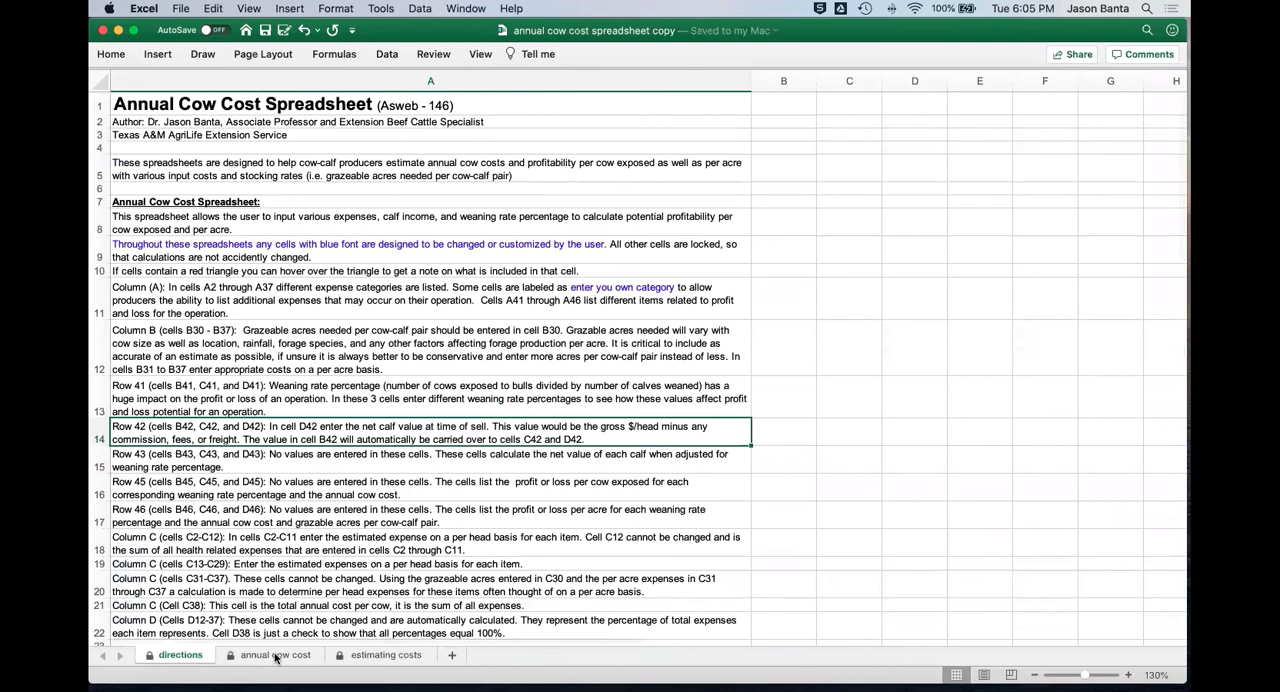 Excel File Edit View Insert Format Tools Data Window Help 100% Tue 6:05 PM Jason Banta
AutoSave OFF annual cow cost spreadsheet copy — Saved to my Mac
Home Insert Draw Page Layout Formulas Data Review View Tell me Share Comments
A B C D E F G H
1 Annual Cow Cost Spreadsheet (Asweb - 146)
2 Author: Dr. Jason Banta, Associate Professor and Extension Beef Cattle Specialist
3 Texas A&M AgriLife Extension Service
4
These spreadsheets are designed to help cow-calf producers estimate annual cow costs and profitability per cow exposed as well as per acre
5 with various input costs and stocking rates (i.e. grazeable acres needed per cow-calf pair)
6
7 Annual Cow Cost Spreadsheet:
This spreadsheet allows the user to input various expenses, calf income, and weaning rate percentage to calculate potential profitability per
8 cow exposed and per acre.
Throughout these spreadsheets any cells with blue font are designed to be changed or customized by the user. All other cells are locked, so
9 that calculations are not accidently changed.
10 If cells contain a red triangle you can hover over the triangle to get a note on what is included in that cell.
Column (A): In cells A2 through A37 different expense categories are listed. Some cells are labeled as enter you own category to allow
producers the ability to list additional expenses that may occur on their operation. Cells A41 through A46 list different items related to profit
11 and loss for the operation.
Column B (cells B30 - B37): Grazeable acres needed per cow-calf pair should be entered in cell B30. Grazable acres needed will vary with
cow size as well as location, rainfall, forage species, and any other factors affecting forage production per acre. It is critical to include as
accurate of an estimate as possible, if unsure it is always better to be conservative and enter more acres per cow-calf pair instead of less. In
12 cells B31 to B37 enter appropriate costs on a per acre basis.
Row 41 (cells B41, C41, and D41): Weaning rate percentage (number of cows exposed to bulls divided by number of calves weaned) has a
huge impact on the profit or loss of an operation. In these 3 cells enter different weaning rate percentages to see how these values affect profit
13 and loss potential for an operation.
Row 42 (cells B42, C42, and D42): In cell D42 enter the net calf value at time of sell. This value would be the gross $/head minus any
14 commission, fees, or freight. The value in cell B42 will automatically be carried over to cells C42 and D42.
Row 43 (cells B43, C43, and D43): No values are entered in these cells. These cells calculate the net value of each calf when adjusted for
15 weaning rate percentage.
Row 45 (cells B45, C45, and D45): No values are entered in these cells. The cells list the profit or loss per cow exposed for each
16 corresponding weaning rate percentage and the annual cow cost.
Row 46 (cells B46, C46, and D46): No values are entered in these cells. The cells list the profit or loss per acre for each weaning rate
17 percentage and the annual cow cost and grazable acres per cow-calf pair.
Column C (cells C2-C12): In cells C2-C11 enter the estimated expense on a per head basis for each item. Cell C12 cannot be changed and is
18 the sum of all health related expenses that are entered in cells C2 through C11.
19 Column C (cells C13-C29): Enter the estimated expenses on a per head basis for each item.
Column C (cells C31-C37). These cells cannot be changed. Using the grazeable acres entered in C30 and the per acre expenses in C31
20 through C37 a calculation is made to determine per head expenses for these items often thought of on a per acre basis.
21 Column C (Cell C38): This cell is the total annual cost per cow, it is the sum of all expenses.
Column D (Cells D12-37): These cells cannot be changed and are automatically calculated. They represent the percentage of total expenses
22 each item represents. Cell D38 is just a check to show that all percentages equal 100%.
directions annual cow cost estimating costs +
130%